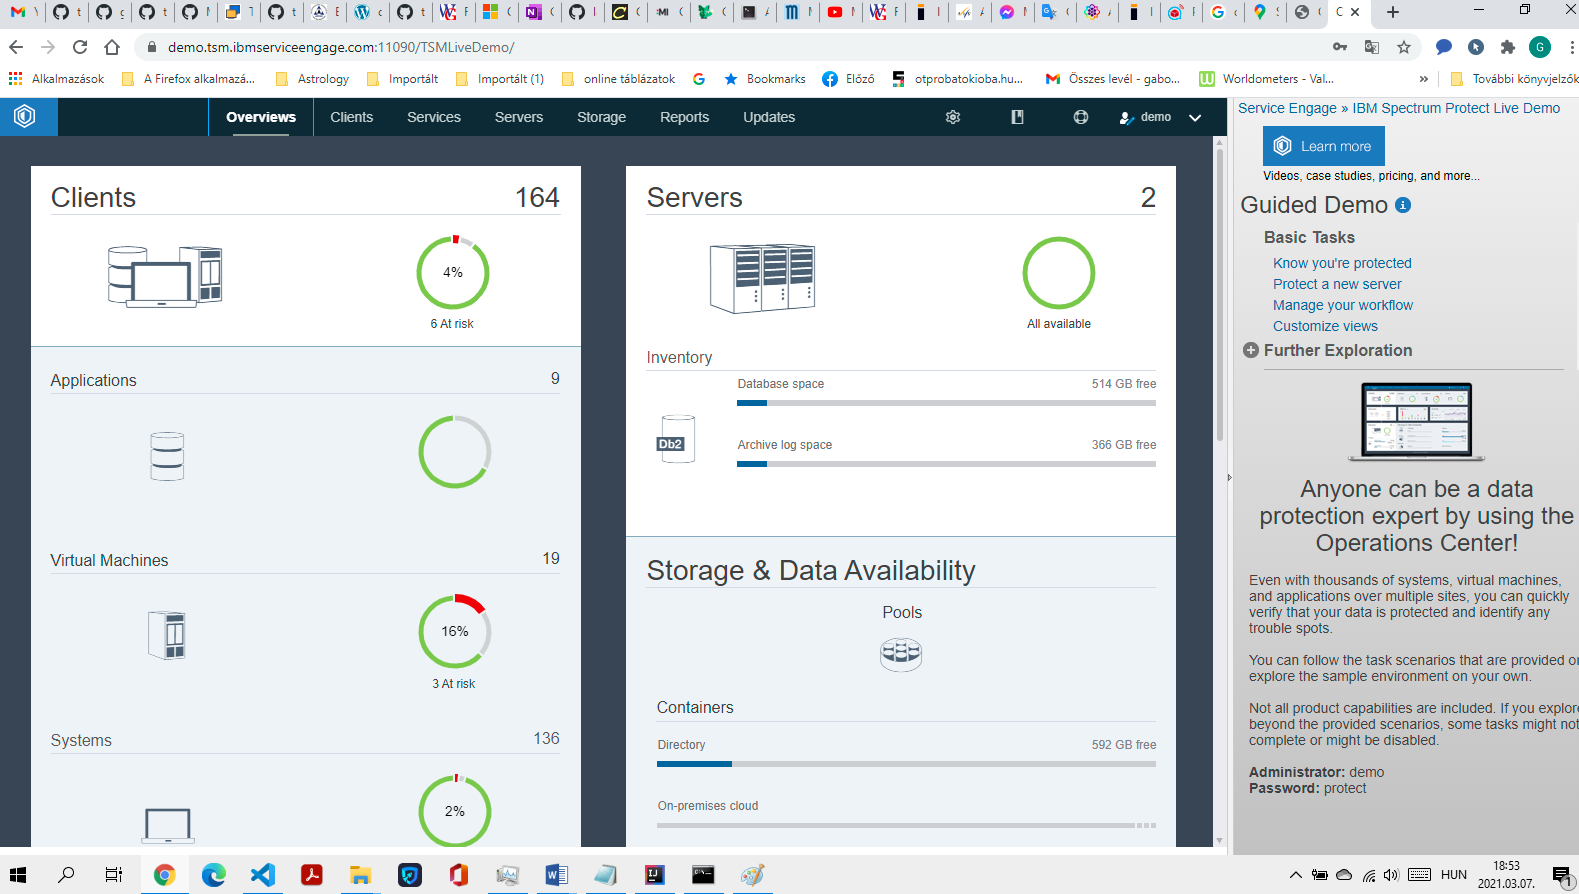 demo.tsm.ibmserviceengage.com:11090/TSMLiveDemo/
G
Alkalmazások
A Firefox alkalmazá...
Astrology
Importált
Importált (1)
online táblázatok
Bookmarks
Előző
otprobatokioba.hu...
Összes levél - gabo...
Worldometers - Val...
»
További könyvjelzők
Overviews
Clients
Services
Servers
Storage
Reports
Updates
demo
Clients
164
4%
6 At risk
Applications
9
Virtual Machines
19
16%
3 At risk
Systems
136
2%
Servers
2
All available
Inventory
Database space
514 GB free
Db2
Archive log space
366 GB free
Storage & Data Availability
Pools
Containers
Directory
592 GB free
On-premises cloud
Service Engage » IBM Spectrum Protect Live Demo
Learn more
Videos, case studies, pricing, and more...
Guided Demo
Basic Tasks
Know you're protected
Protect a new server
Manage your workflow
Customize views
Further Exploration
Anyone can be a data
protection expert by using the
Operations Center!
Even with thousands of systems, virtual machines,
and applications over multiple sites, you can quickly
verify that your data is protected and identify any
trouble spots.
You can follow the task scenarios that are provided or
explore the sample environment on your own.
Not all product capabilities are included. If you explore
beyond the provided scenarios, some tasks might not
complete or might be disabled.
Administrator: demo
Password: protect
HUN
18:53
2021.03.07.
1